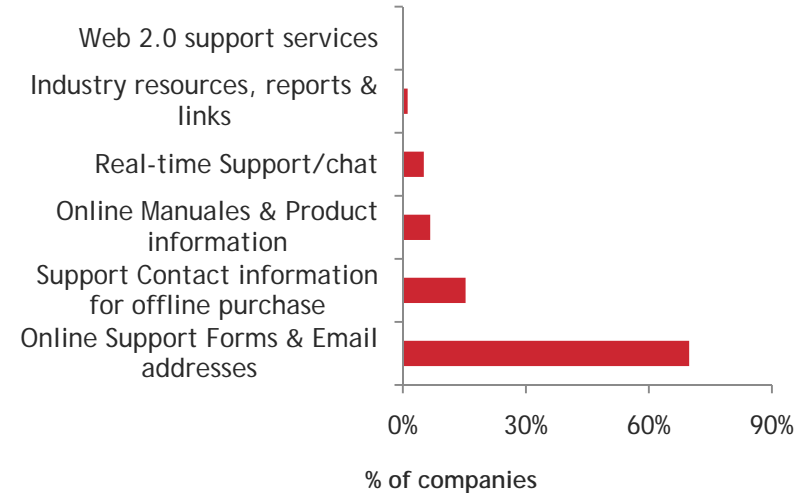 Web 2.0 support services
Industry resources, reports &
links
Real-time Support/chat
Online Manuales & Product
information
Support Contact information
for offline purchase
Online Support Forms & Email
addresses
0% 30% 60% 90%
% of companies